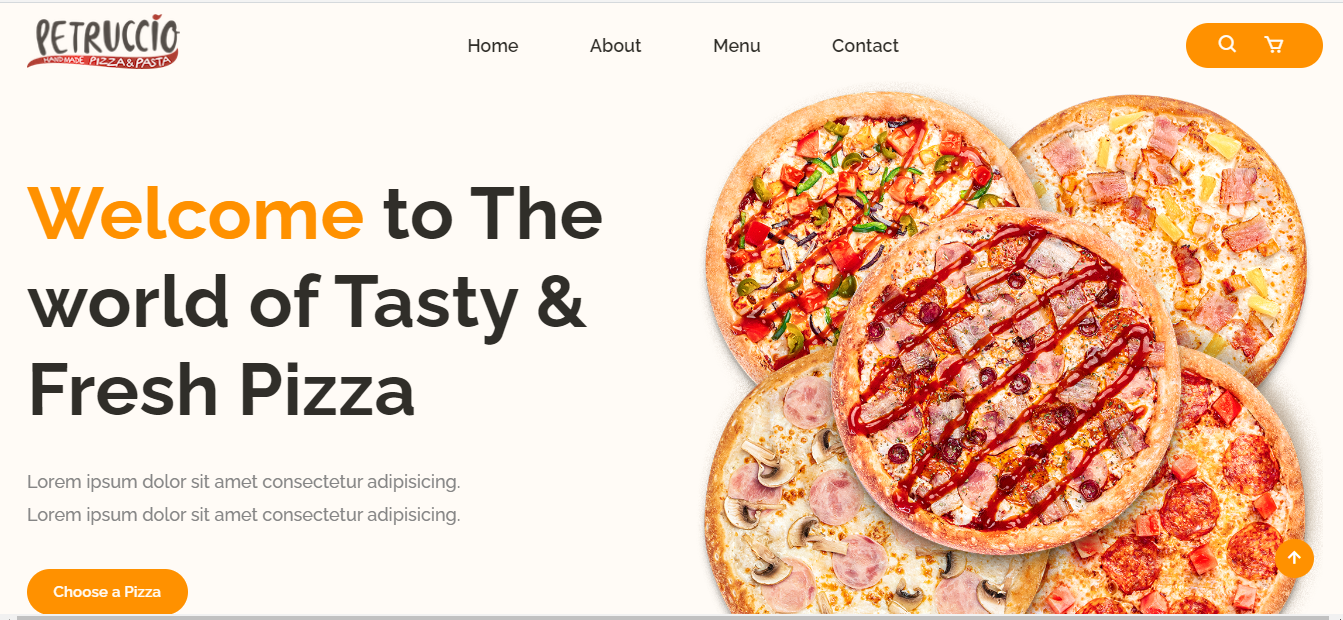 PETRUCCIO
HANDMADE PIZZA & PASTA
Home About Menu Contact
Welcome to The
world of Tasty &
Fresh Pizza
Lorem ipsum dolor sit amet consectetur adipisicing.
Lorem ipsum dolor sit amet consectetur adipisicing.
Choose a Pizza